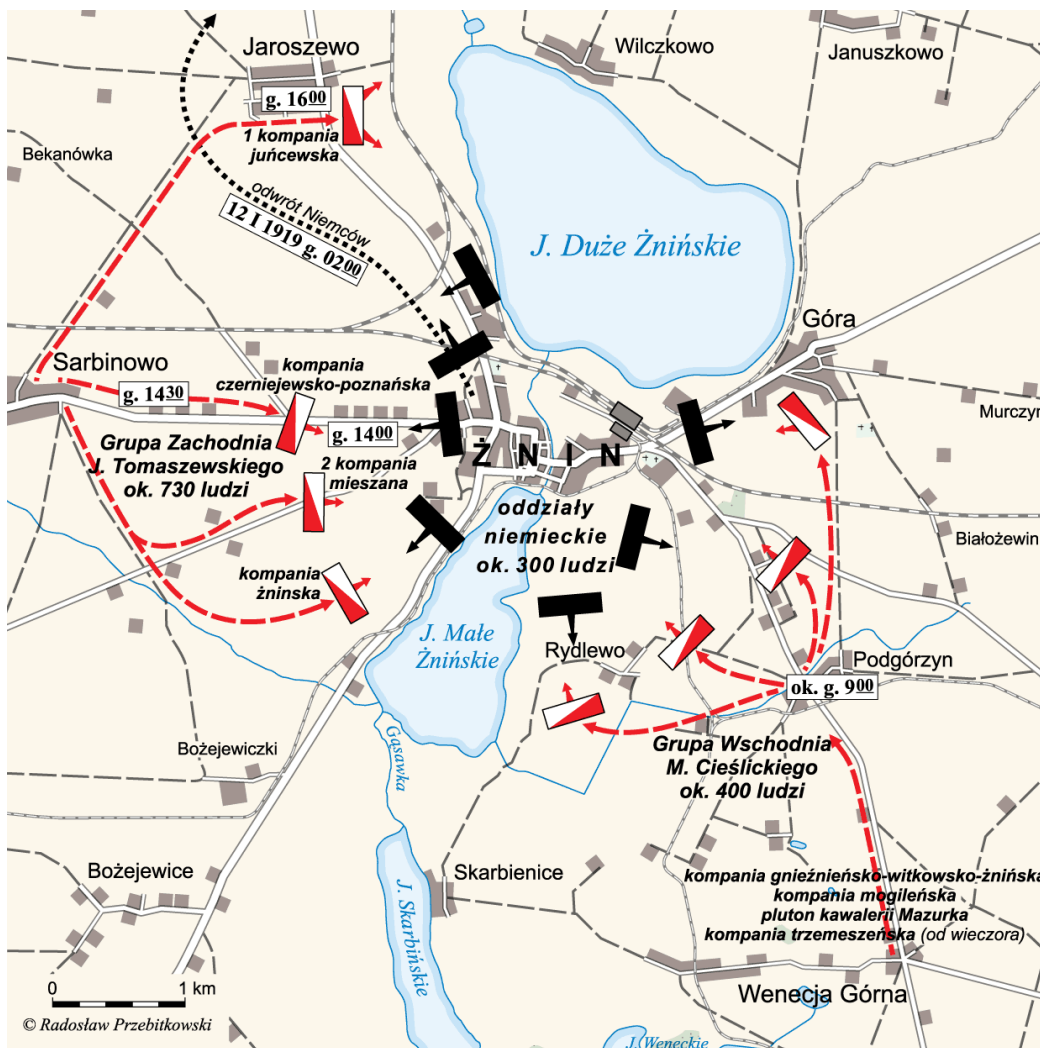 Jaroszewo
Wilczkowo
Januszkowo
g. 16⁰⁰
1 kompania
juńcewska
Bekanówka
odwrót Niemców
12 I 1919 g. 02⁰⁰
J. Duże Żnińskie
Góra
Sarbinowo
kompania
czerniejewsko-poznańska
g. 14³⁰
g. 14⁰⁰
Murczyn
Grupa Zachodnia
J. Tomaszewskiego
ok. 730 ludzi
2 kompania
mieszana
ŻNIN
oddziały
niemieckie
ok. 300 ludzi
Białożewin
kompania
żninska
J. Małe
Żnińskie
Rydlewo
Podgórzyn
ok. g. 9⁰⁰
Grupa Wschodnia
M. Cieślickiego
ok. 400 ludzi
Bożejewiczki
Gąsawka
Bożejewice
Skarbienice
J. Skarbińskie
kompania gnieźnieńsko-witkowsko-żnińska
kompania mogileńska
pluton kawalerii Mazurka
kompania trzemeszeńska (od wieczora)
Wenecja Górna
0 1 km
© Radosław Przebitkowski
J. Weneckie